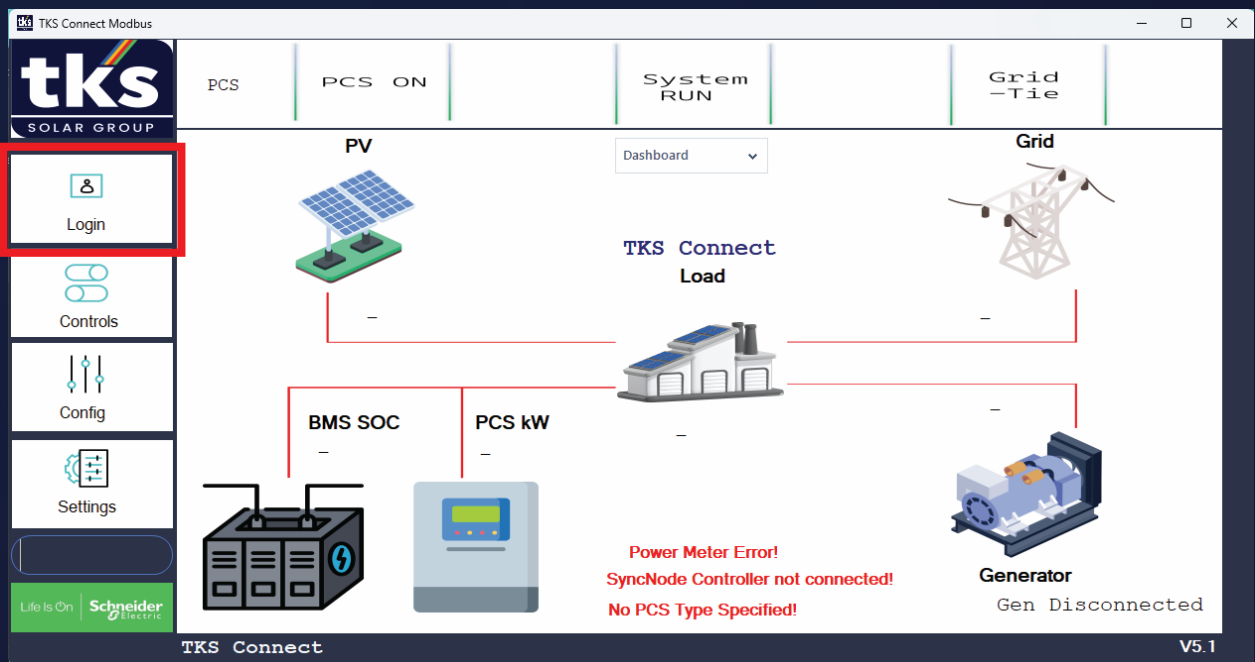 TKS Connect Modbus
tks
SOLAR GROUP
PCS
PCS ON
System
RUN
Grid
-Tie
Login
Controls
Config
Settings
Life Is On
Schneider
Electric
PV
Dashboard
Grid
TKS Connect
Load
–
–
BMS SOC
PCS kW
–
–
–
–
Power Meter Error!
SyncNode Controller not connected!
No PCS Type Specified!
Generator
Gen Disconnected
TKS Connect
V5.1